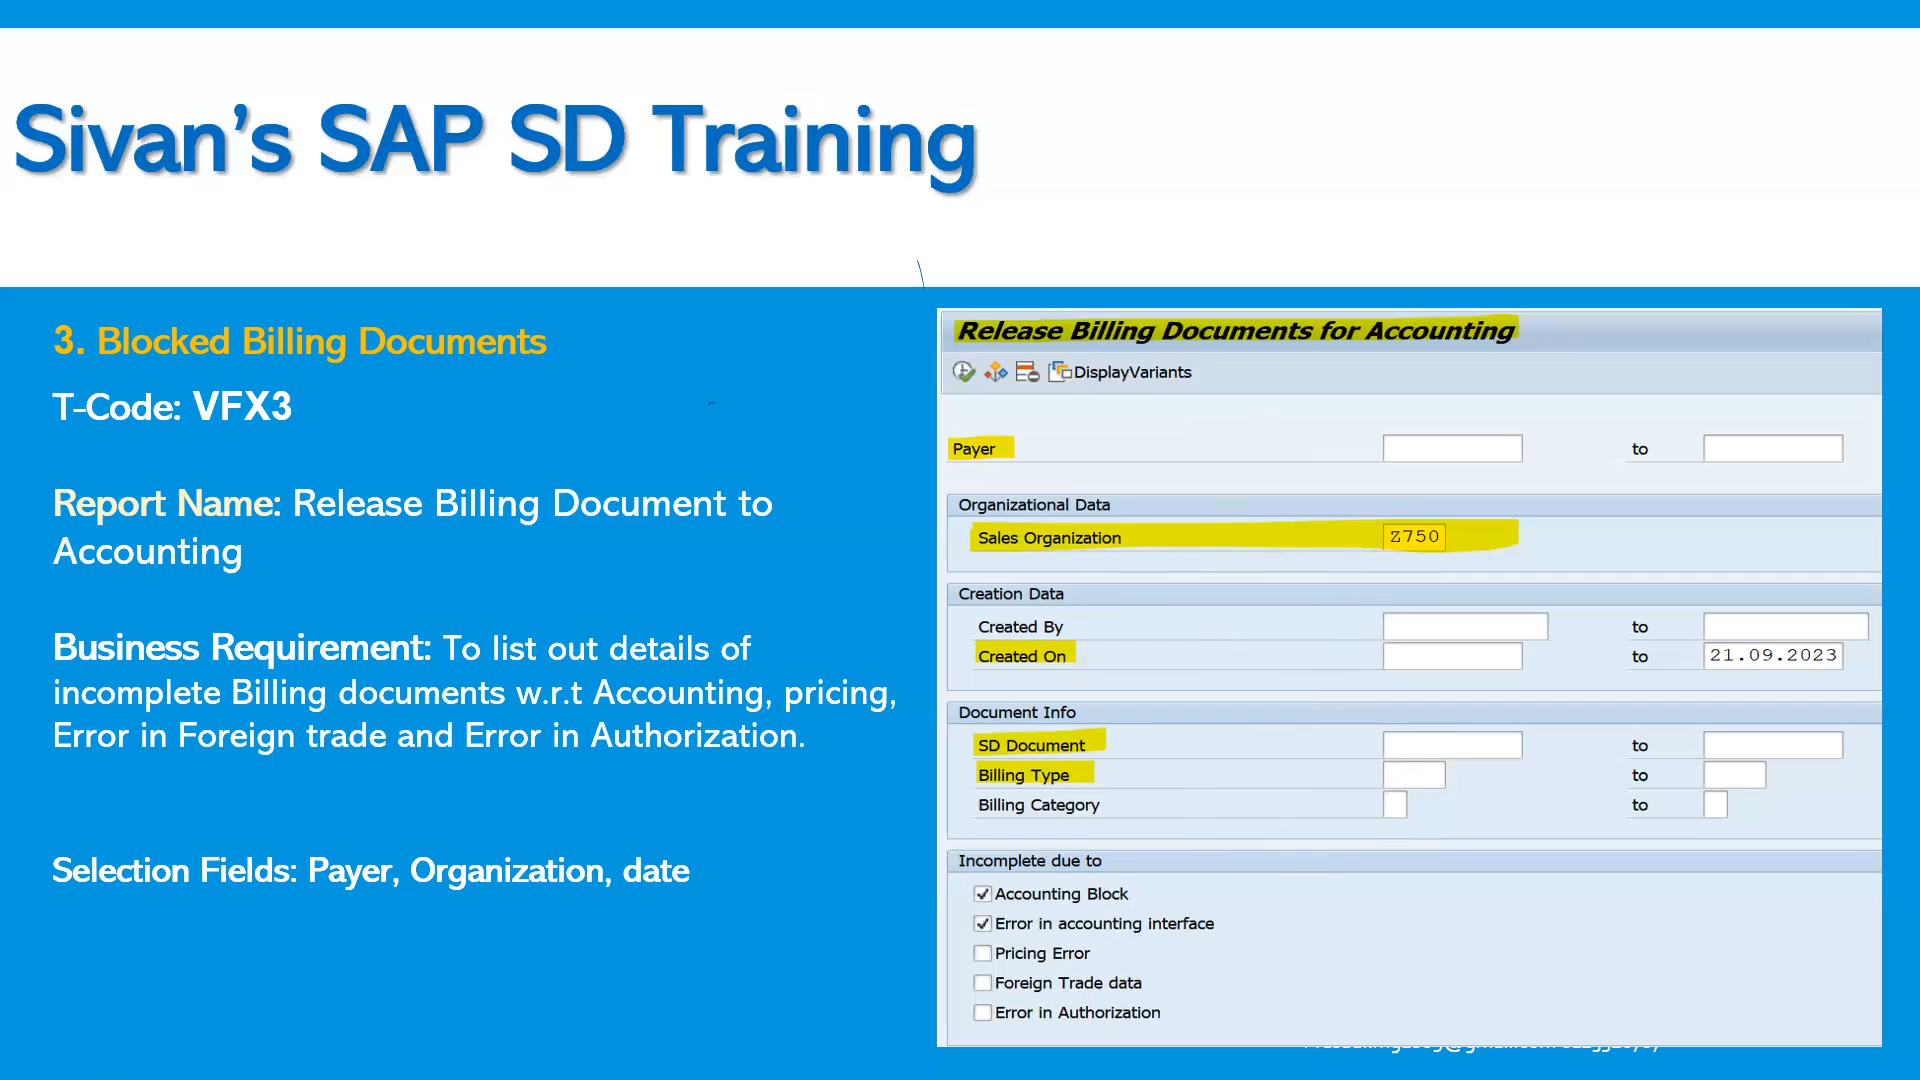 Sivan's SAP SD Training
3. Blocked Billing Documents
T-Code: VFX3
Report Name: Release Billing Document to
Accounting
Business Requirement: To list out details of
incomplete Billing documents w.r.t Accounting, pricing,
Error in Foreign trade and Error in Authorization.
Selection Fields: Payer, Organization, date
Release Billing Documents for Accounting
DisplayVariants
Payer to
Organizational Data
Sales Organization Z750
Creation Data
Created By to
Created On to 21.09.2023
Document Info
SD Document to
Billing Type to
Billing Category to
Incomplete due to
Accounting Block
Error in accounting interface
Pricing Error
Foreign Trade data
Error in Authorization